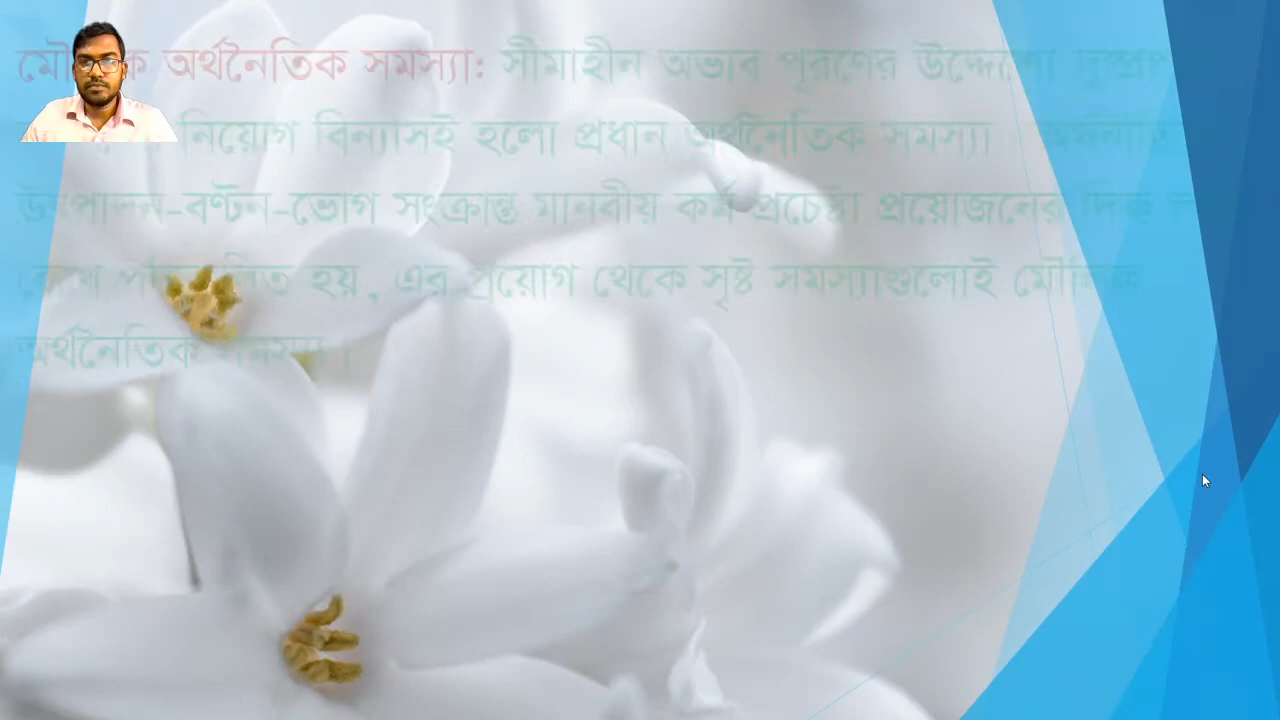 অর্থনৈতিক সমস্যা: সীমাহীন অভাব পূরণের উদ্দেশ্যে
নিয়োগ বিন্যাসই হলো প্রধান অর্থনৈতিক সমস্যা ।
উৎপাদন-বণ্টন-ভোগ সংক্রান্ত মানবীয় কর্ম প্রচেষ্টা প্রয়োজনের দিক
হয়, এর প্রয়োগ থেকে সৃষ্ট সমস্যাগুলোই মৌলিক
অর্থনৈতিক সমস্যা ।